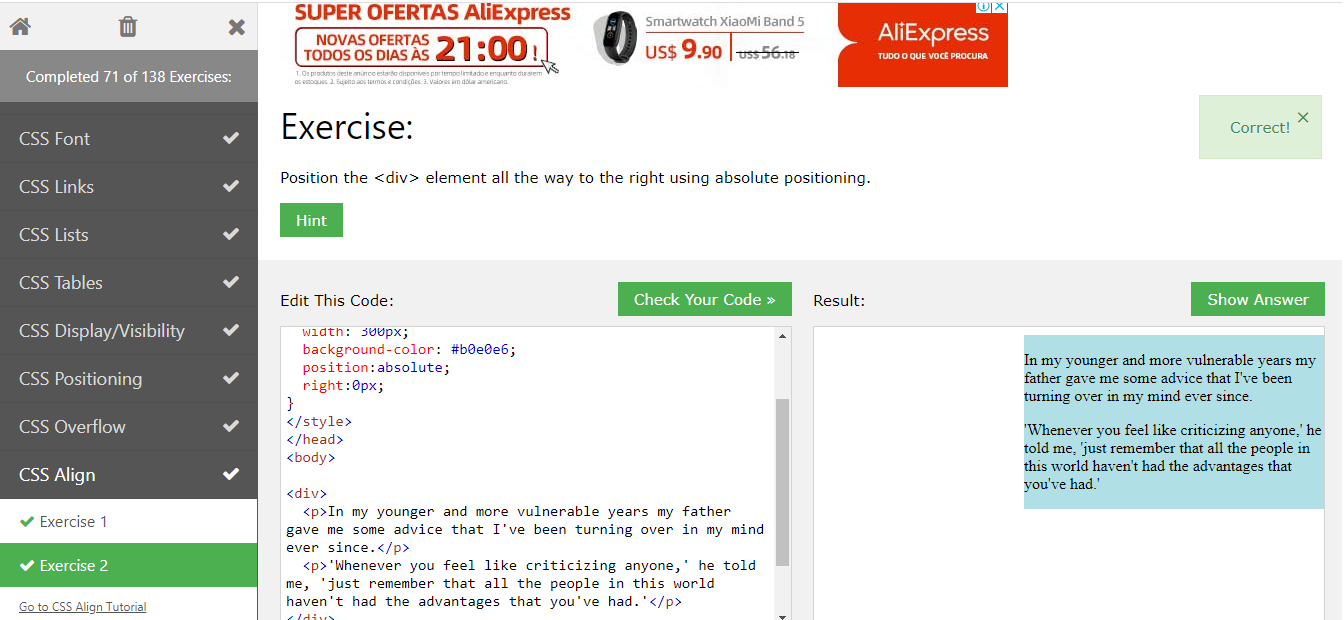 SUPER OFERTAS AliExpress
NOVAS OFERTAS
TODOS OS DIAS ÀS 21:00!
1. Os produtos deste anúncio estarão disponíveis por tempo limitado e enquanto durarem
os estoques. 2. Sujeito aos termos e condições. 3. Valores em dólar americano.
Smartwatch XiaoMi Band 5
US$ 9.90 US$ 56.18
AliExpress
TUDO O QUE VOCÊ PROCURA
Completed 71 of 138 Exercises:
CSS Font
CSS Links
CSS Lists
CSS Tables
CSS Display/Visibility
CSS Positioning
CSS Overflow
CSS Align
Exercise 1
Exercise 2
Go to CSS Align Tutorial
Exercise:
Correct!
Position the <div> element all the way to the right using absolute positioning.
Hint
Edit This Code:
Check Your Code »
width: 300px;
background-color: #b0e0e6;
position:absolute;
right:0px;
}
</style>
</head>
<body>
<div>
<p>In my younger and more vulnerable years my father
gave me some advice that I've been turning over in my mind
ever since.</p>
<p>'Whenever you feel like criticizing anyone,' he told
me, 'just remember that all the people in this world
haven't had the advantages that you've had.'</p>
</div>
Result:
Show Answer
In my younger and more vulnerable years my
father gave me some advice that I've been
turning over in my mind ever since.
'Whenever you feel like criticizing anyone,' he
told me, 'just remember that all the people in
this world haven't had the advantages that
you've had.'